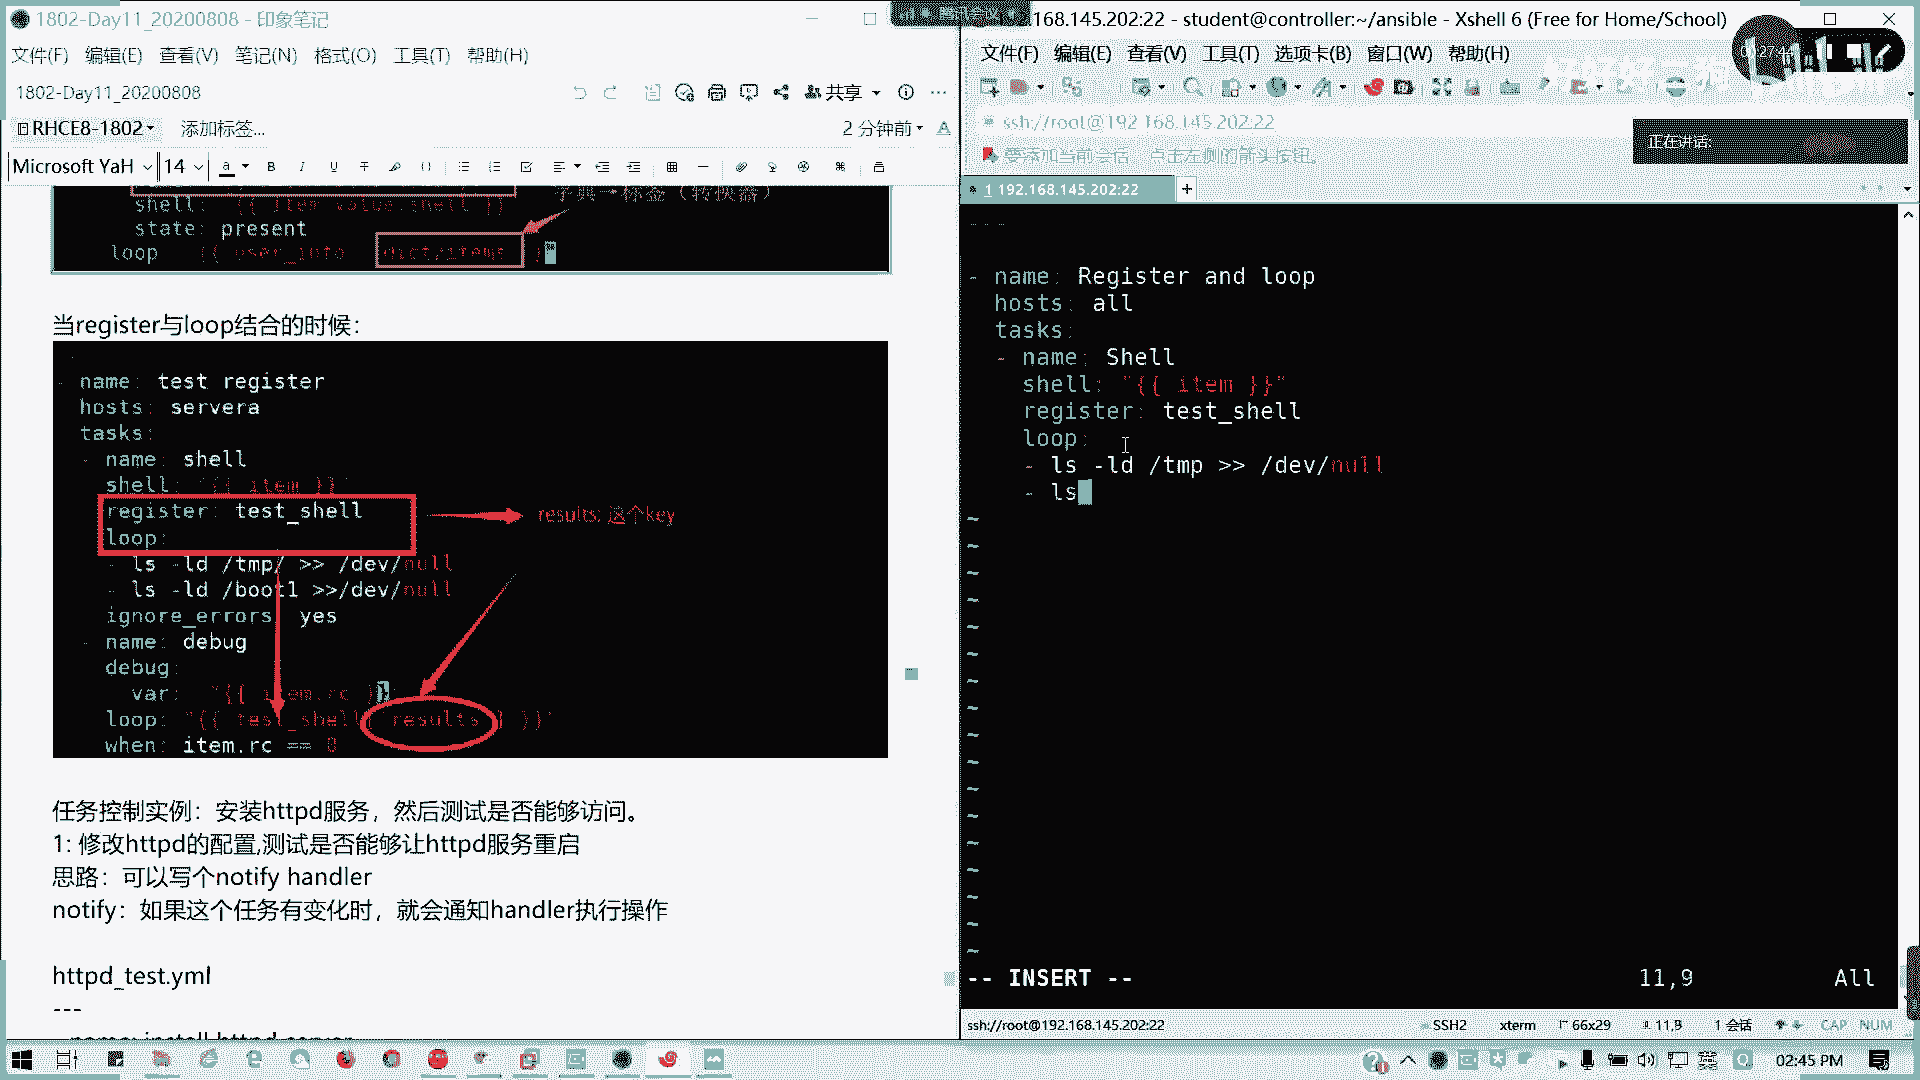 1802-Day11_20200808 - 印象笔记
文件(F) 编辑(E) 查看(V) 笔记(N) 格式(O) 工具(T) 帮助(H)
1802-Day11_20200808
共享
RHCE8-1802
添加标签...
2 分钟前
Microsoft YaH
14
字典→标签（转换器）
shell: "{{ item value.shell }}
state: present
loop {{ user_info dict2items }
当register与loop结合的时候：
- name: test register
hosts: servera
tasks:
- name: shell
shell: "{{ item }}"
register: test_shell
results: 这个key
loop:
- ls -ld /tmp/ >> /dev/null
- ls -ld /boot1 >>/dev/null
ignore_errors yes
- name: debug
debug:
var: "{{ item.rc }}
loop: "{{ test_shell[ results ] }}"
when: item.rc == 0
任务控制实例：安装httpd服务，然后测试是否能够访问。
1: 修改httpd的配置,测试是否能够让httpd服务重启
思路：可以写个notify handler
notify：如果这个任务有变化时，就会通知handler执行操作
httpd_test.yml
---
168.145.202:22 - student@controller:~/ansible - Xshell 6 (Free for Home/School)
文件(F) 编辑(E) 查看(V) 工具(T) 选项卡(B) 窗口(W) 帮助(H)
ssh://root@192.168.145.202:22
正在讲话:
要添加当前会话，点击左侧的箭头按钮。
1 192.168.145.202:22
---
- name: Register and loop
hosts: all
tasks:
- name: Shell
shell: "{{ item }}"
register: test_shell
loop:
- ls -ld /tmp >> /dev/null
- ls
-- INSERT --
11,9
All
ssh://root@192.168.145.202:22
SSH2
xterm
66x29
11,9
1 会话
CAP NUM
英
02:45 PM